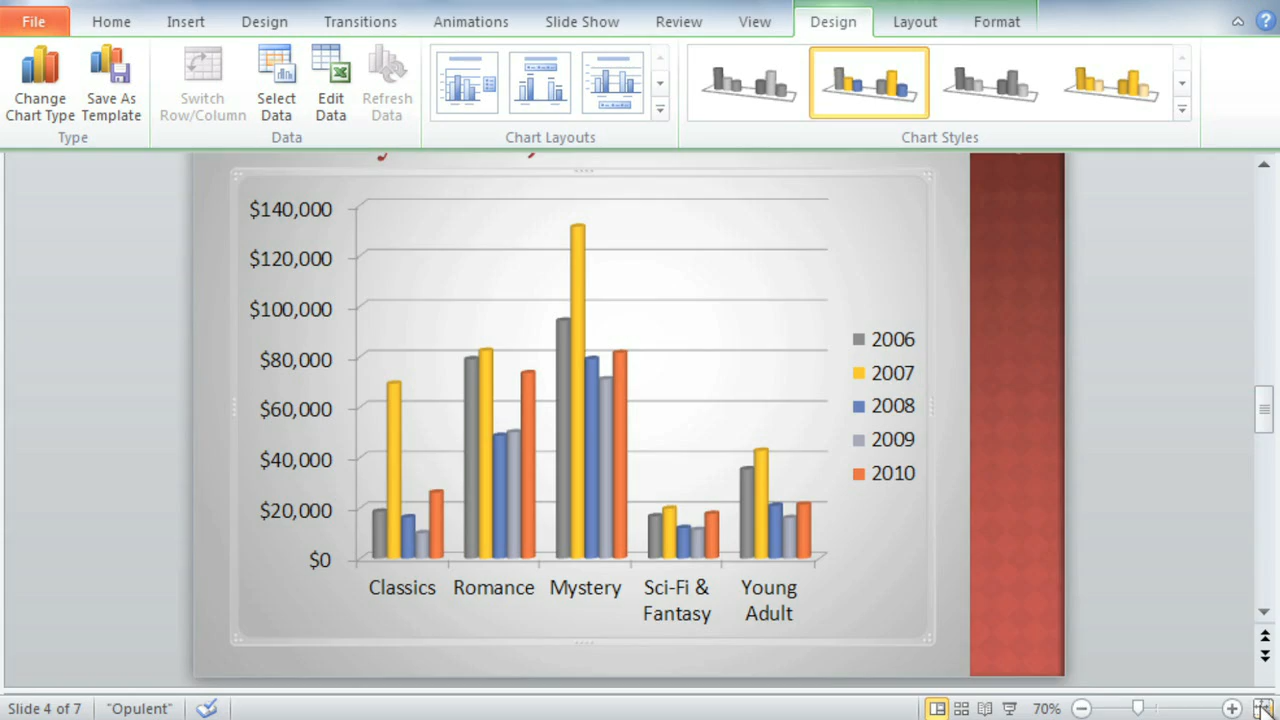 File Home Insert Design Transitions Animations Slide Show Review View Design Layout Format
Change Chart Type
Save As Template
Switch Row/Column
Select Data
Edit Data
Refresh Data
Type Data Chart Layouts Chart Styles
$140,000
$120,000
$100,000
$80,000
$60,000
$40,000
$20,000
$0
Classics Romance Mystery Sci-Fi & Fantasy Young Adult
2006
2007
2008
2009
2010
Slide 4 of 7 "Opulent" 70%